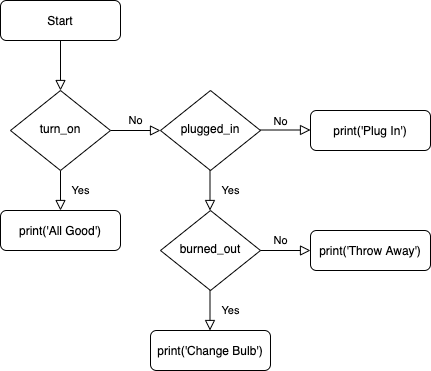 Start
turn_on
No
plugged_in
No
print('Plug In')
Yes
Yes
print('All Good')
burned_out
No
print('Throw Away')
Yes
print('Change Bulb')